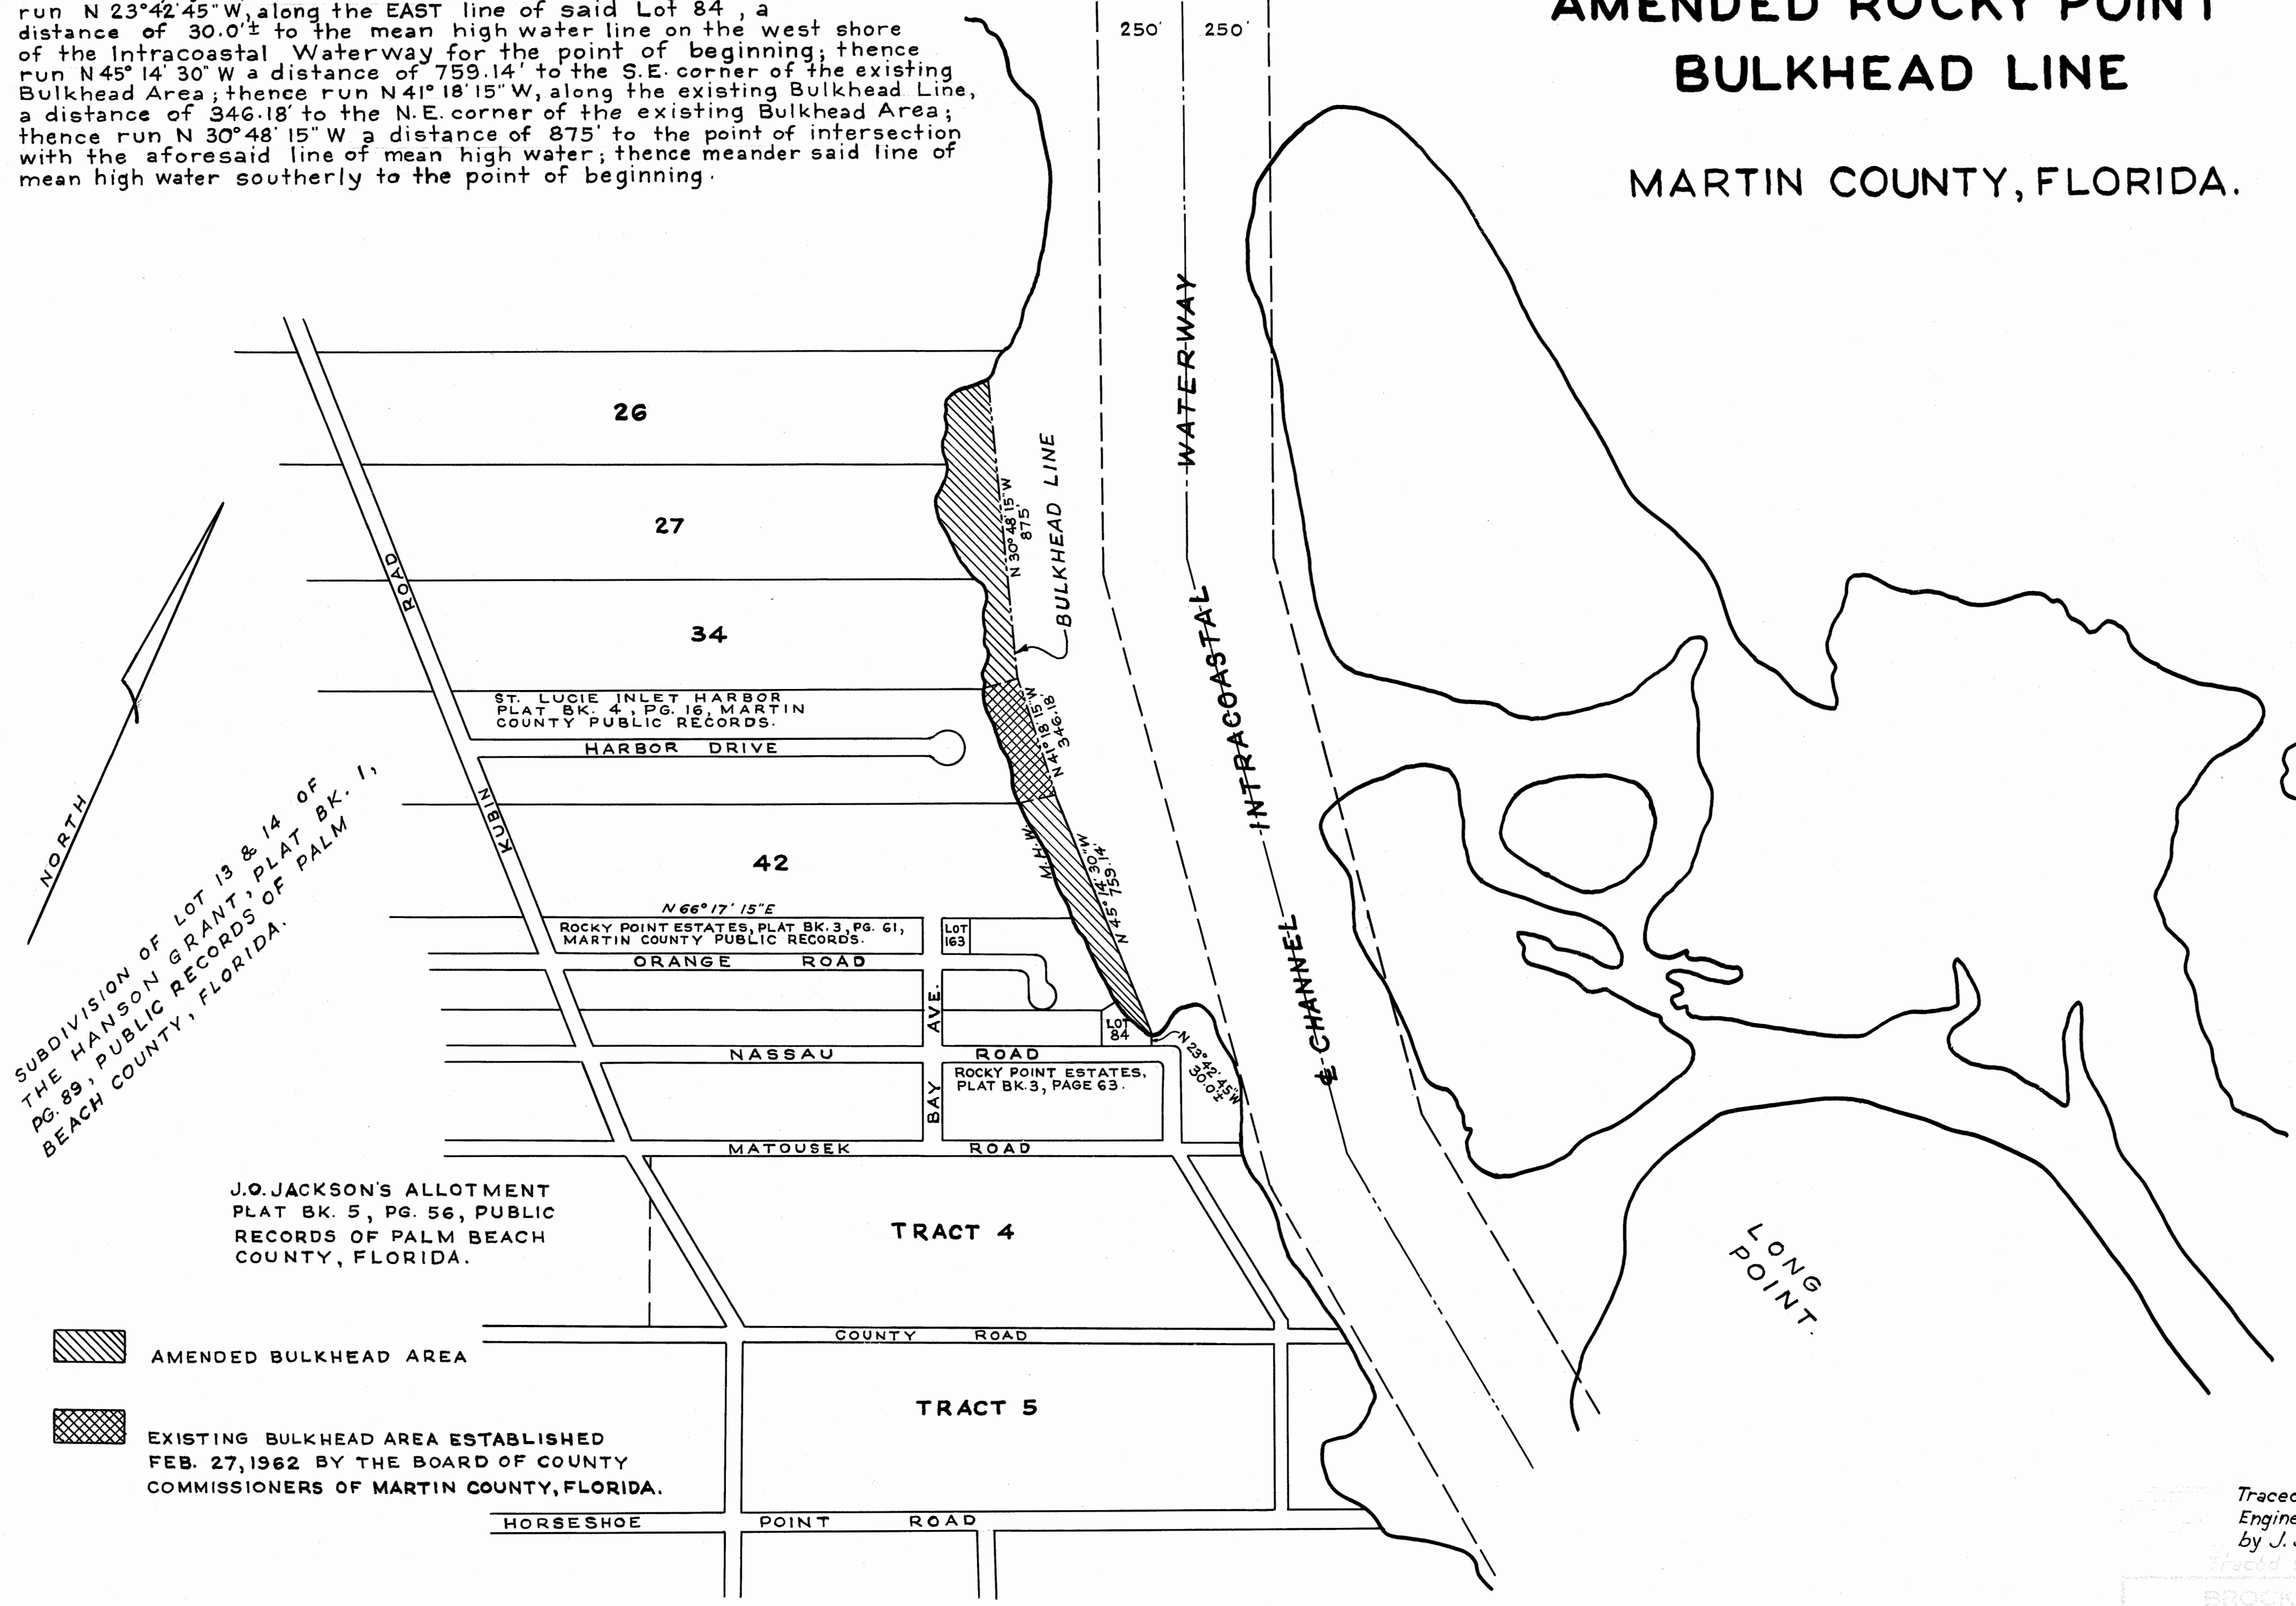 run N 23°42'45"W, along the EAST line of said Lot 84, a
distance of 30.0'± to the mean high water line on the west shore
of the Intracoastal Waterway for the point of beginning; thence
run N 45° 14' 30" W a distance of 759.14' to the S.E. corner of the existing
Bulkhead Area; thence run N 41° 18' 15" W, along the existing Bulkhead Line,
a distance of 346.18' to the N.E. corner of the existing Bulkhead Area;
thence run N 30° 48' 15" W a distance of 875' to the point of intersection
with the aforesaid line of mean high water; thence meander said line of
mean high water southerly to the point of beginning.
AMENDED ROCKY POINT
BULKHEAD LINE
MARTIN COUNTY, FLORIDA.
250' 250'
WATERWAY
INTRACOASTAL
℄ CHANNEL
26
27
34
42
N 30° 48' 15" W
875'
BULKHEAD LINE
N 41° 18' 15" W
346.18'
M.H.W.
N 45° 14' 30" W
759.14'
KUBIN ROAD
ST. LUCIE INLET HARBOR
PLAT BK. 4, PG. 16, MARTIN
COUNTY PUBLIC RECORDS.
HARBOR DRIVE
NORTH
SUBDIVISION OF LOT 13 & 14 OF
THE HANSON GRANT, PLAT BK. 1,
PG. 89, PUBLIC RECORDS OF PALM
BEACH COUNTY, FLORIDA.
N 66° 17' 15" E
ROCKY POINT ESTATES, PLAT BK. 3, PG. 61,
MARTIN COUNTY PUBLIC RECORDS.
LOT
163
ORANGE ROAD
BAY AVE.
LOT
84
NASSAU ROAD
N 23° 42' 45" W
30.0'±
ROCKY POINT ESTATES,
PLAT BK. 3, PAGE 63.
MATOUSEK ROAD
J.O. JACKSON'S ALLOTMENT
PLAT BK. 5, PG. 56, PUBLIC
RECORDS OF PALM BEACH
COUNTY, FLORIDA.
TRACT 4
LONG
POINT.
COUNTY ROAD
AMENDED BULKHEAD AREA
TRACT 5
EXISTING BULKHEAD AREA ESTABLISHED
FEB. 27, 1962 BY THE BOARD OF COUNTY
COMMISSIONERS OF MARTIN COUNTY, FLORIDA.
HORSESHOE POINT ROAD
Traced
Engine
by J.
Traced
BROCK